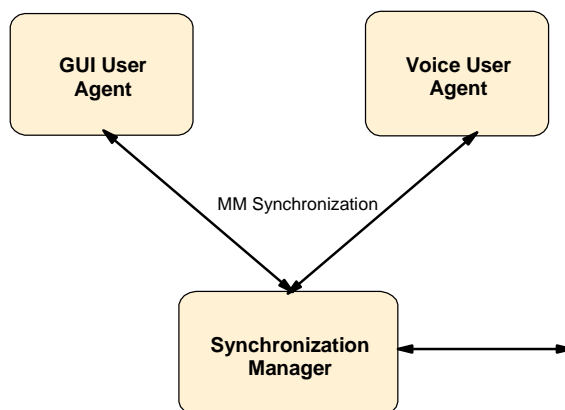 GUI User
Agent
Voice User
Agent
MM Synchronization
Synchronization
Manager